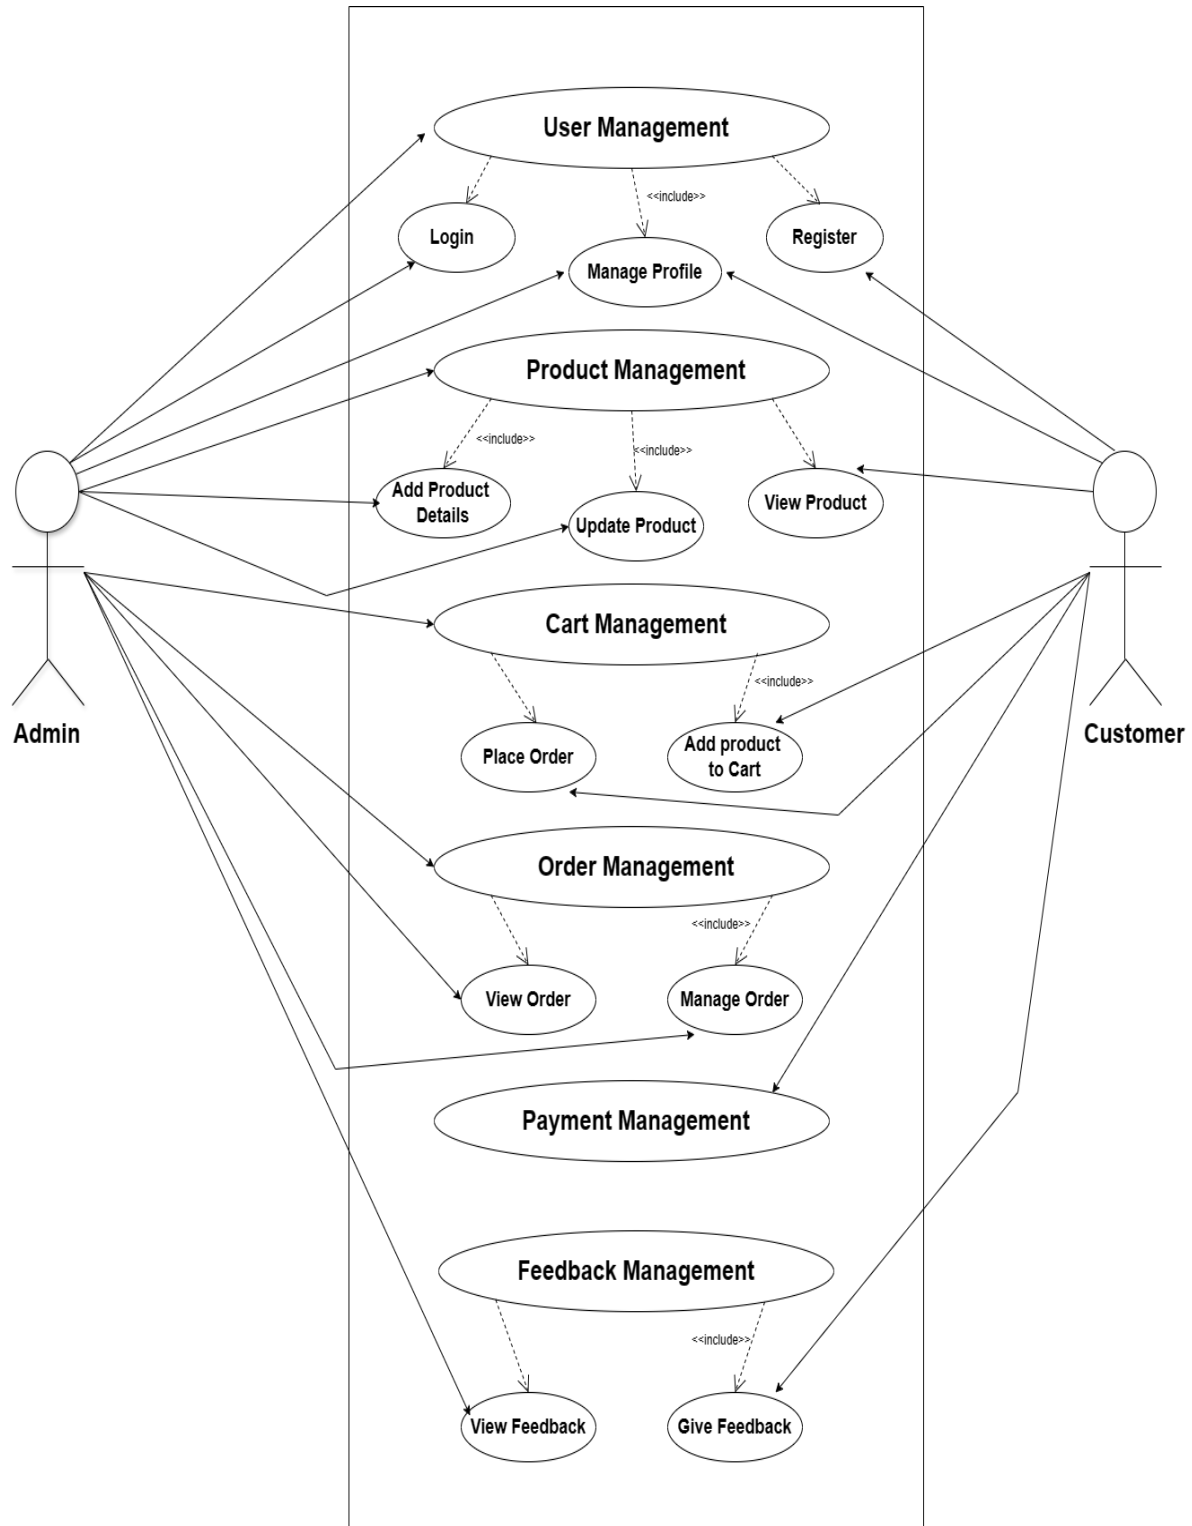 User Management
<<include>>
Login
Manage Profile
Register
Product Management
<<include>>
<<include>>
Add Product
Details
Update Product
View Product
Cart Management
<<include>>
Admin
Customer
Place Order
Add product
to Cart
Order Management
<<include>>
View Order
Manage Order
Payment Management
Feedback Management
<<include>>
View Feedback
Give Feedback